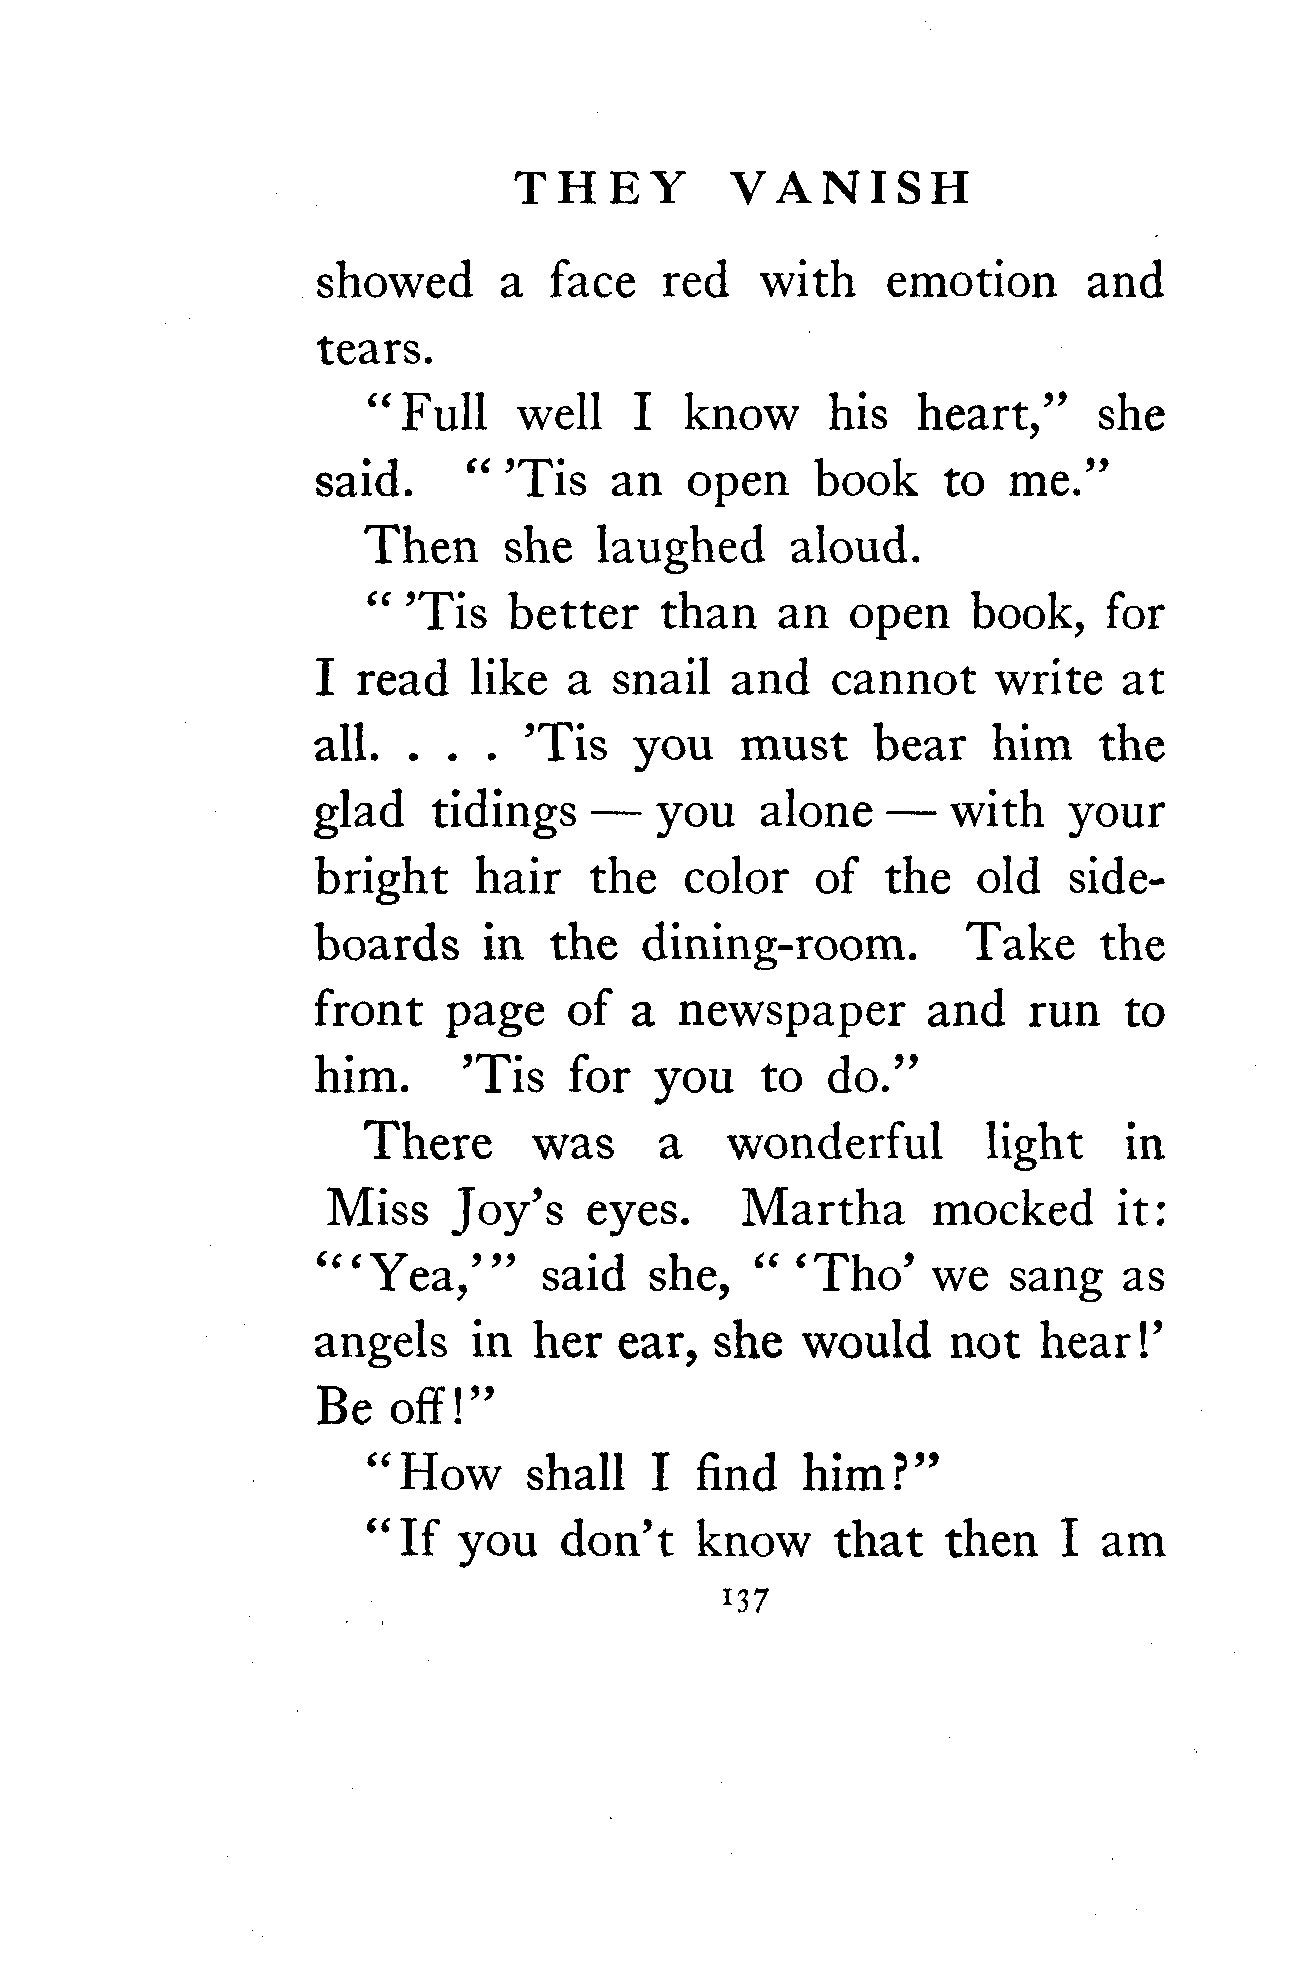 THEY VANISH
showed a face red with emotion and
tears.
“Full well I know his heart,” she
said. “ ’Tis an open book to me.”
Then she laughed aloud.
“ ’Tis better than an open book, for
I read like a snail and cannot write at
all. . . . ’Tis you must bear him the
glad tidings — you alone — with your
bright hair the color of the old side-
boards in the dining-room. Take the
front page of a newspaper and run to
him. ’Tis for you to do.”
There was a wonderful light in
Miss Joy’s eyes. Martha mocked it:
“‘Yea,’” said she, “ ‘Tho’ we sang as
angels in her ear, she would not hear!’
Be off!”
“How shall I find him?”
“If you don’t know that then I am
137